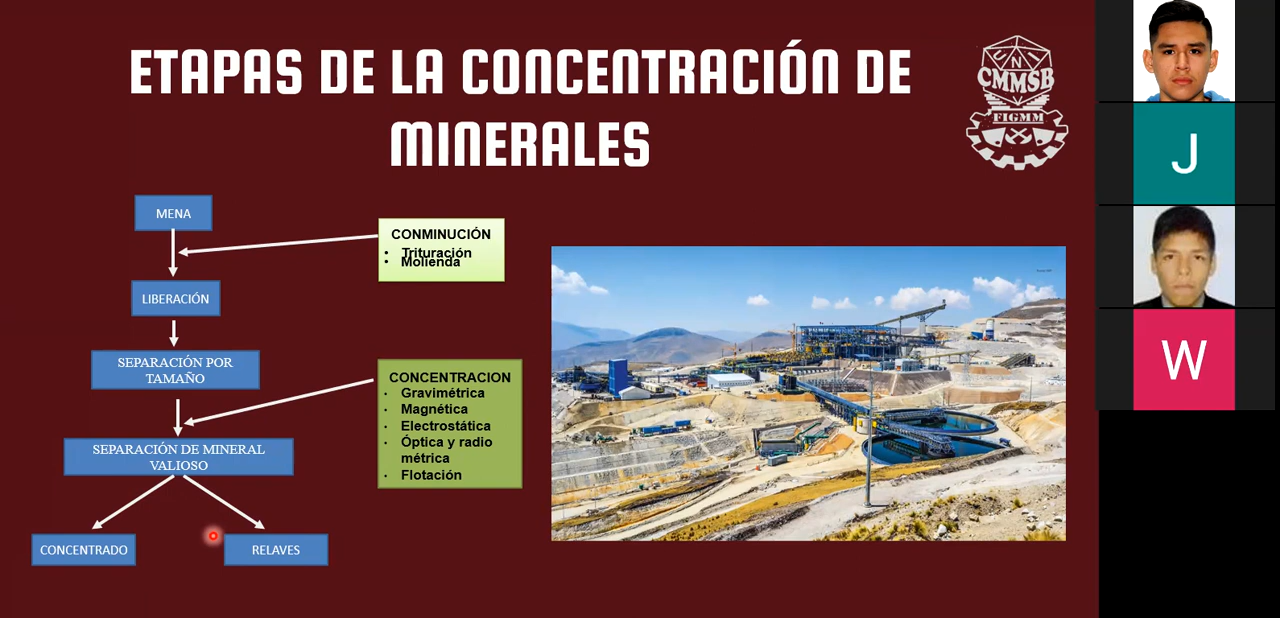 ETAPAS DE LA CONCENTRACIÓN DE
MINERALES
UNI
CMMSB
FIGMM
MENA
CONMINUCIÓN
• Trituración
• Molienda
LIBERACIÓN
SEPARACIÓN POR
TAMAÑO
CONCENTRACION
• Gravimétrica
• Magnética
• Electrostática
• Óptica y radio
métrica
• Flotación
SEPARACIÓN DE MINERAL
VALIOSO
CONCENTRADO
RELAVES
J
W